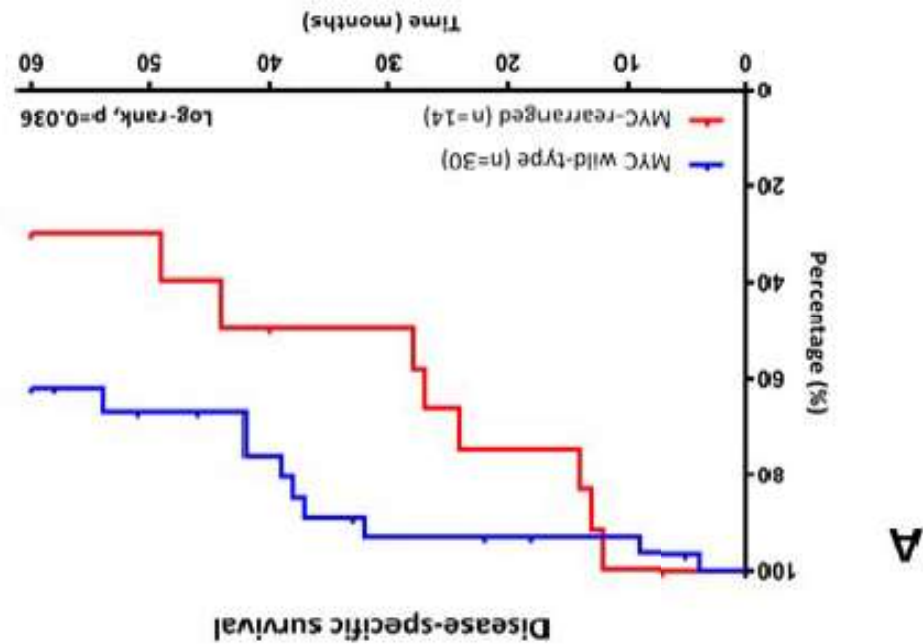 A
Disease-specific survival
Percentage (%)
100
80
60
40
20
0
MYC wild-type (n=30)
MYC-rearranged (n=14)
Log-rank, p=0.036
0 10 20 30 40 50 60
Time (months)